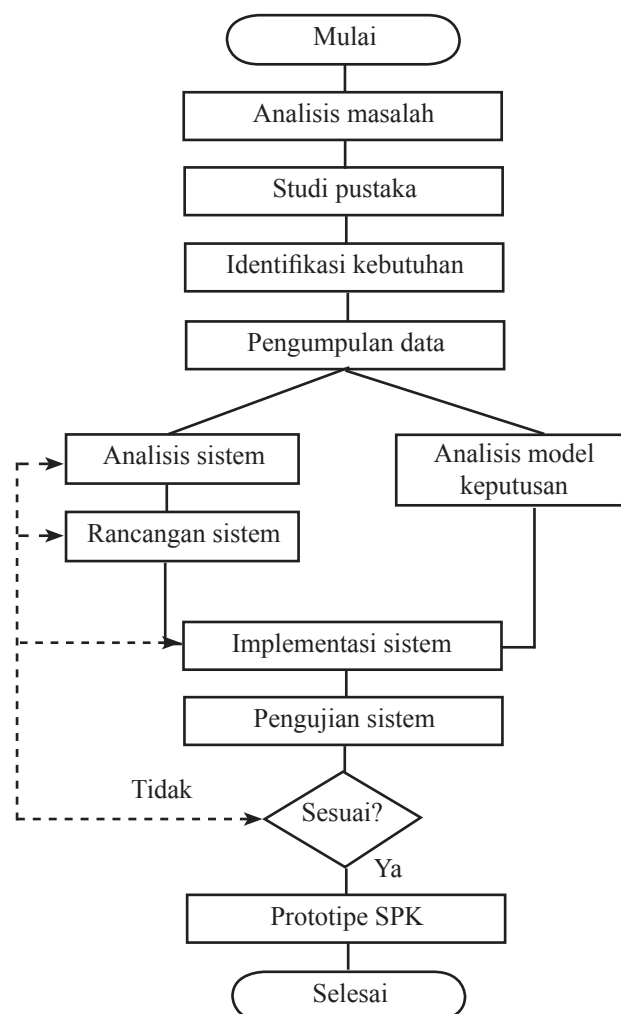 Mulai
Analisis masalah
Studi pustaka
Identifikasi kebutuhan
Pengumpulan data
Analisis sistem
Analisis model
keputusan
Rancangan sistem
Implementasi sistem
Pengujian sistem
Tidak
Sesuai?
Ya
Prototipe SPK
Selesai